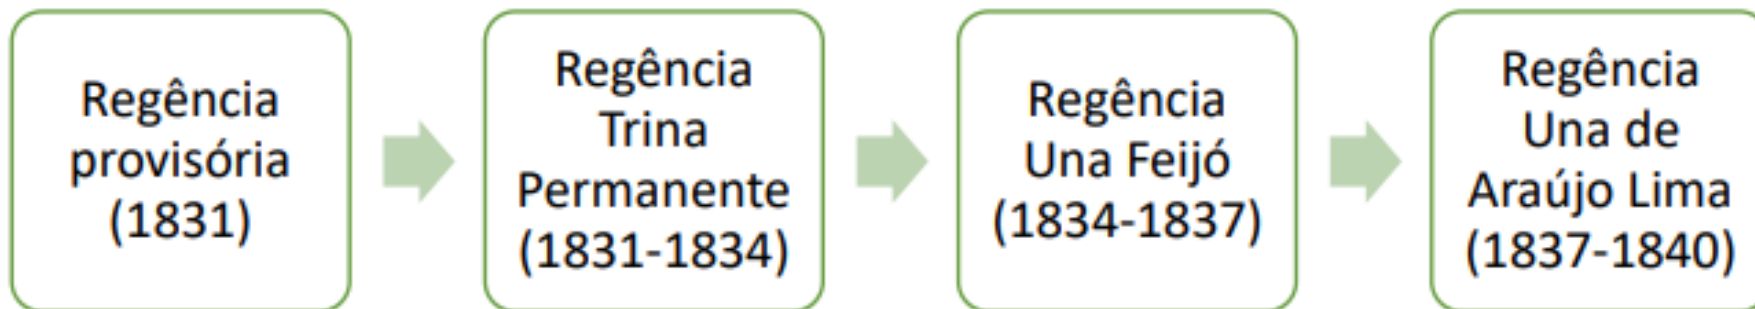 Regência
provisória
(1831)
Regência
Trina
Permanente
(1831-1834)
Regência
Una Feijó
(1834-1837)
Regência
Una de
Araújo Lima
(1837-1840)